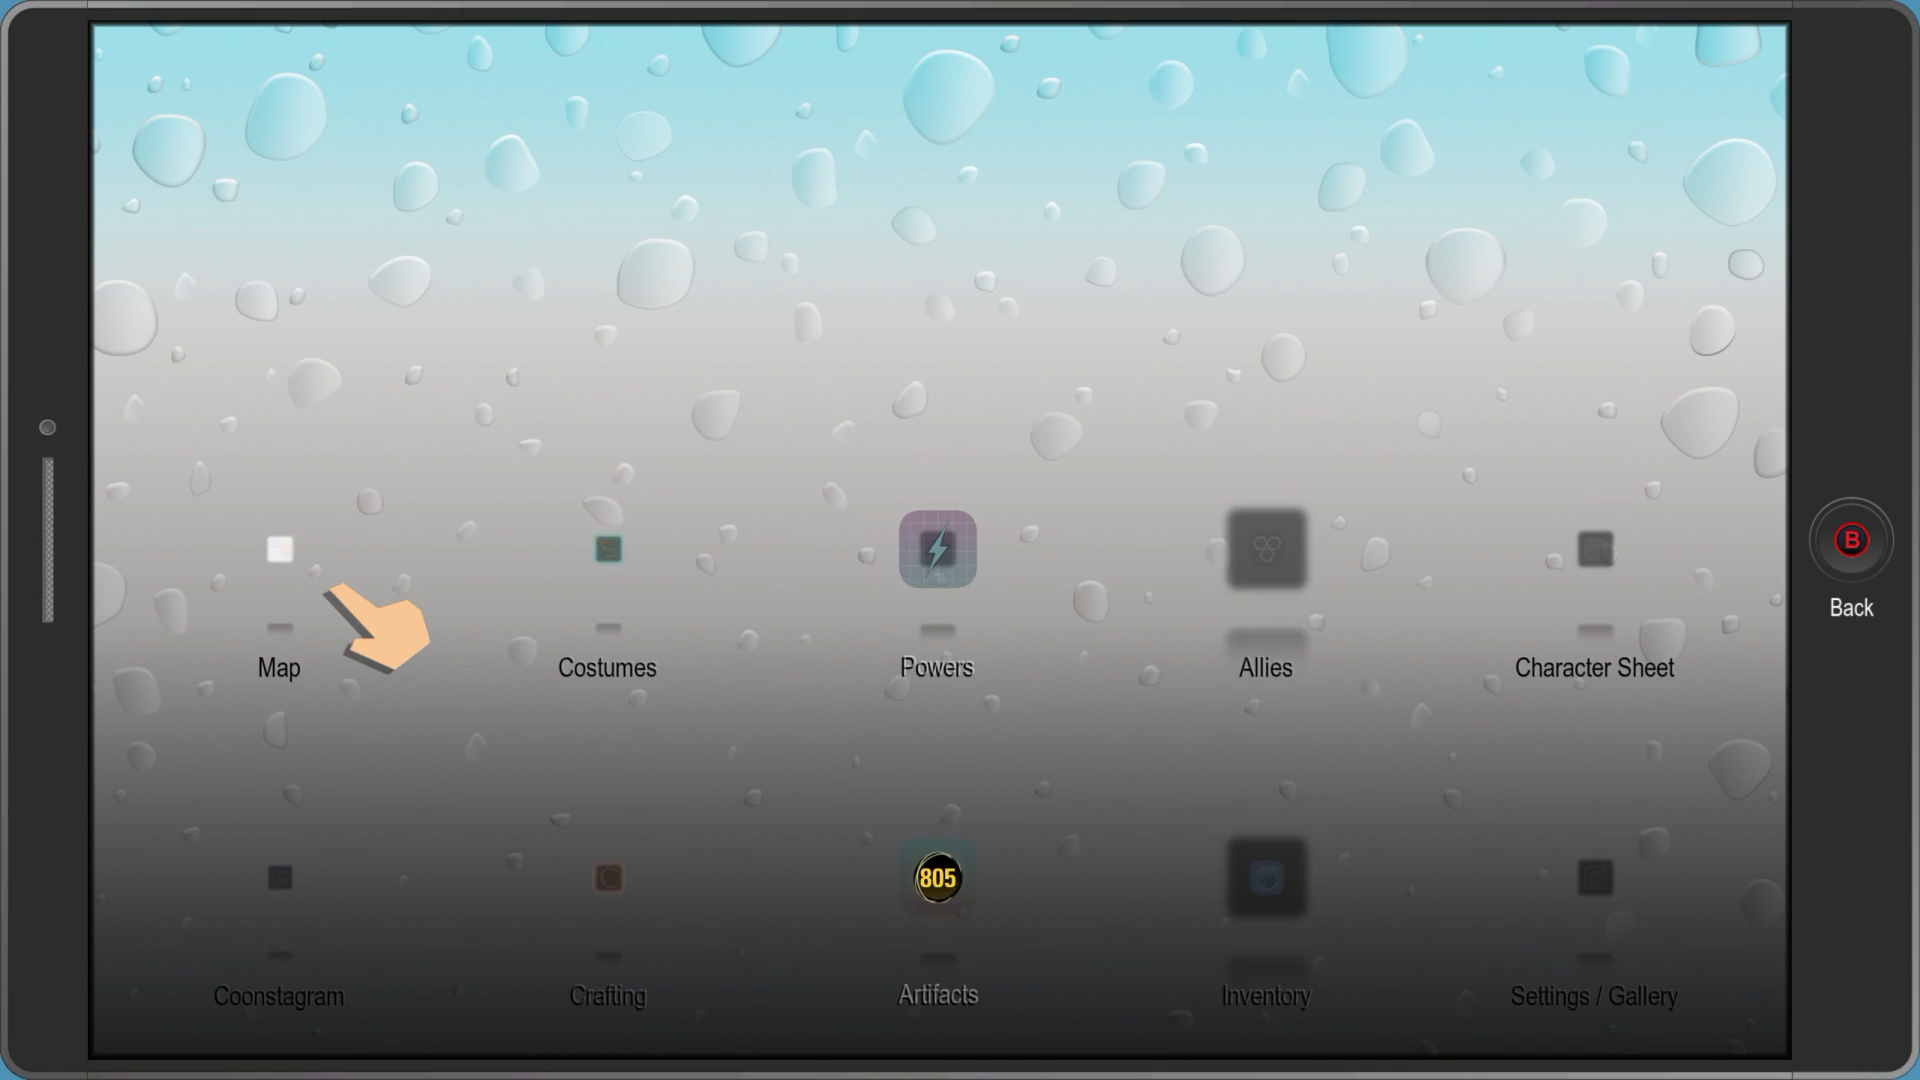 B
Back
Map
Costumes
Powers
Allies
Character Sheet
805
Coonstagram
Crafting
Artifacts
Inventory
Settings / Gallery